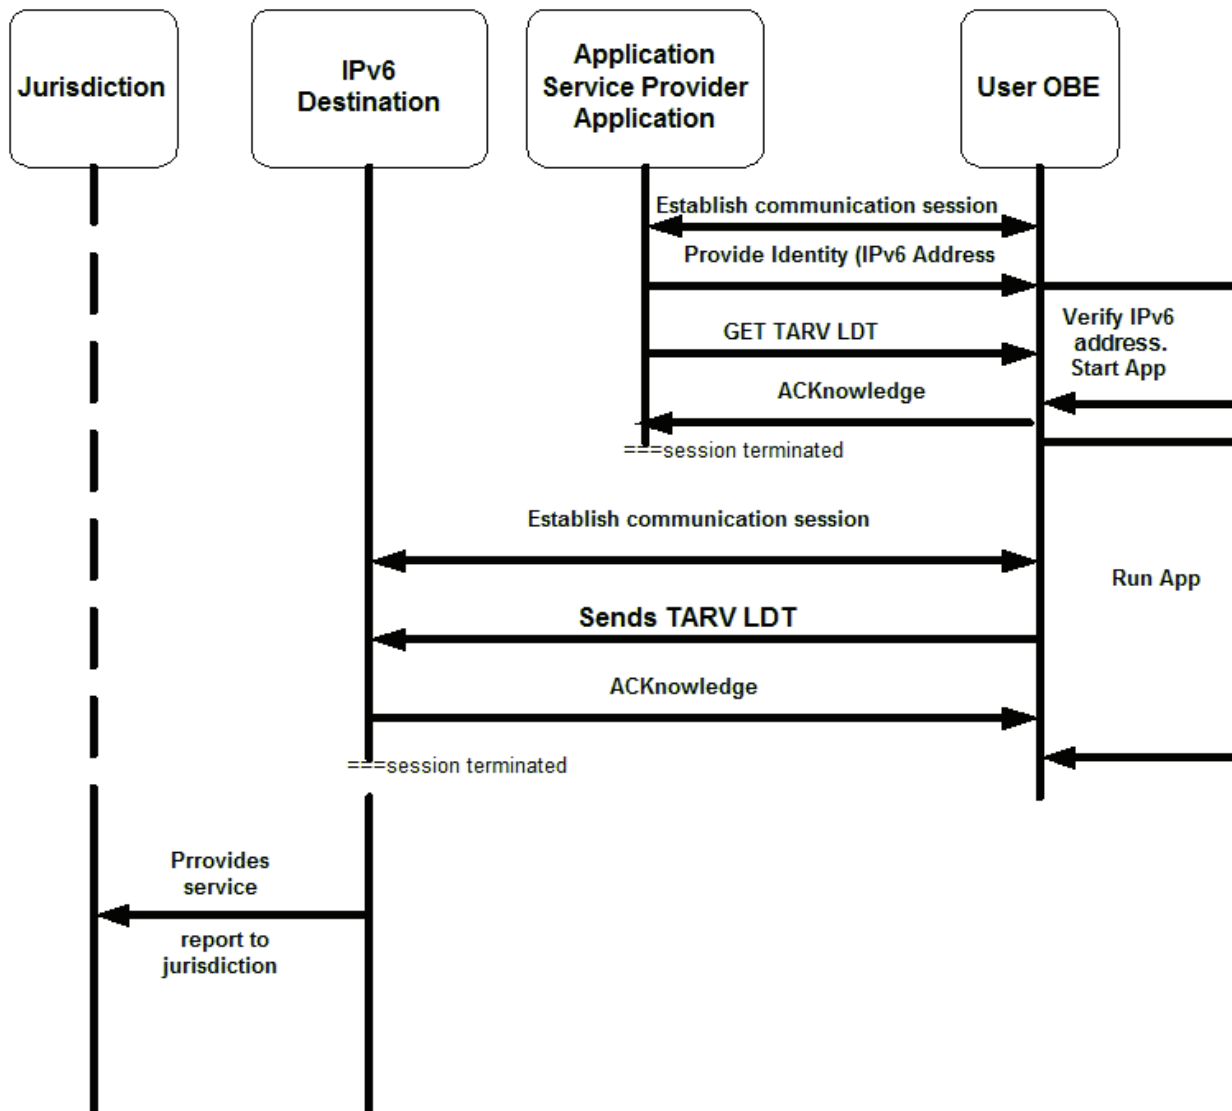 Jurisdiction
IPv6
Destination
Application
Service Provider
Application
User OBE
Establish communication session
Provide Identity (IPv6 Address
GET TARV LDT
Verify IPv6
address.
Start App
ACKnowledge
===session terminated
Establish communication session
Run App
Sends TARV LDT
ACKnowledge
===session terminated
Prrovides
service
report to
jurisdiction